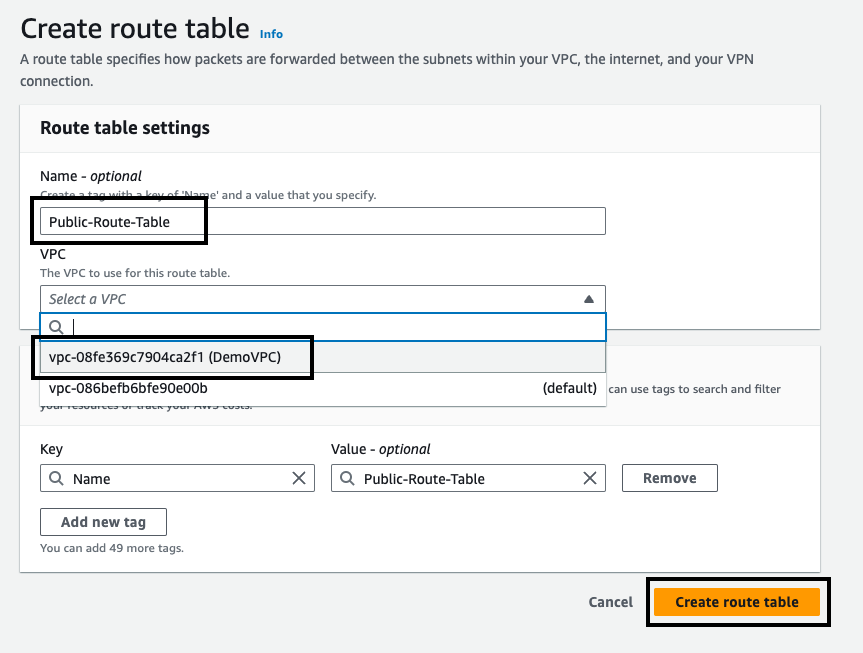 Create route table Info
A route table specifies how packets are forwarded between the subnets within your VPC, the internet, and your VPN
connection.
Route table settings
Name - optional
Create a tag with a key of 'Name' and a value that you specify.
Public-Route-Table
VPC
The VPC to use for this route table.
Select a VPC
vpc-08fe369c7904ca2f1 (DemoVPC)
vpc-086befb6bfe90e00b (default)
can use tags to search and filter
your resources or track your AWS costs.
Key Value - optional
Name Public-Route-Table Remove
Add new tag
You can add 49 more tags.
Cancel Create route table